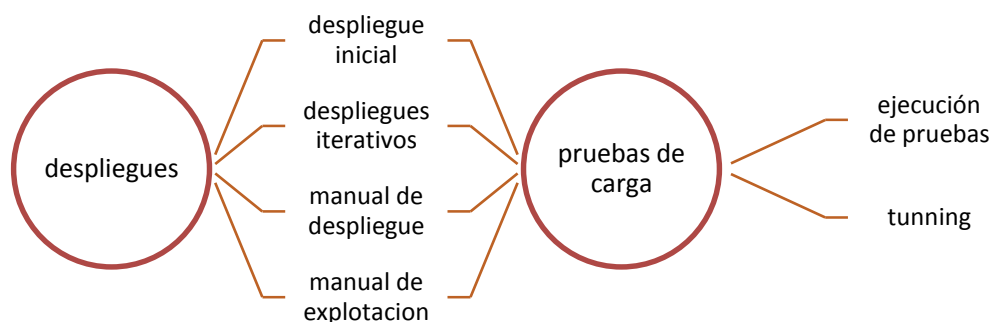 despliegues
despliegue
inicial
despliegues
iterativos
manual de
despliegue
manual de
explotacion
pruebas de
carga
ejecución
de pruebas
tunning